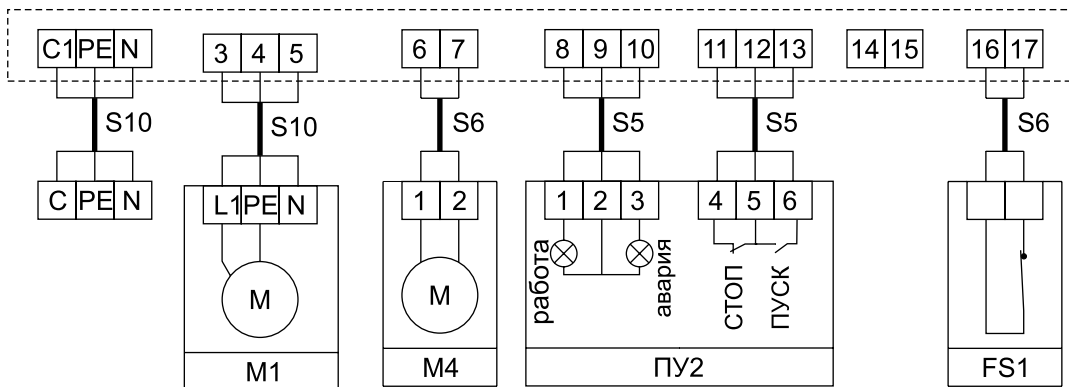 C1 PE N 3 4 5 6 7 8 9 10 11 12 13 14 15 16 17
S10 S10 S6 S5 S5 S6
C PE N L1 PE N 1 2 1 2 3 4 5 6
работа авария СТОП ПУСК
M M
M1 M4 ПУ2 FS1